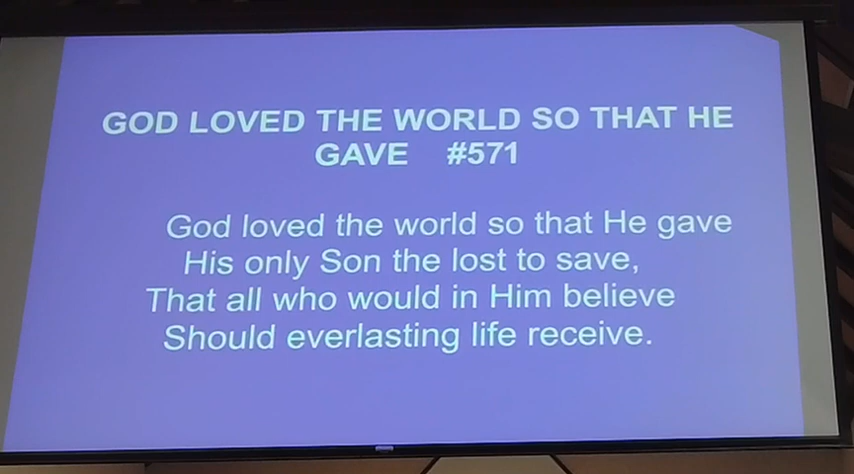 GOD LOVED THE WORLD SO THAT HE
GAVE #571
God loved the world so that He gave
His only Son the lost to save,
That all who would in Him believe
Should everlasting life receive.